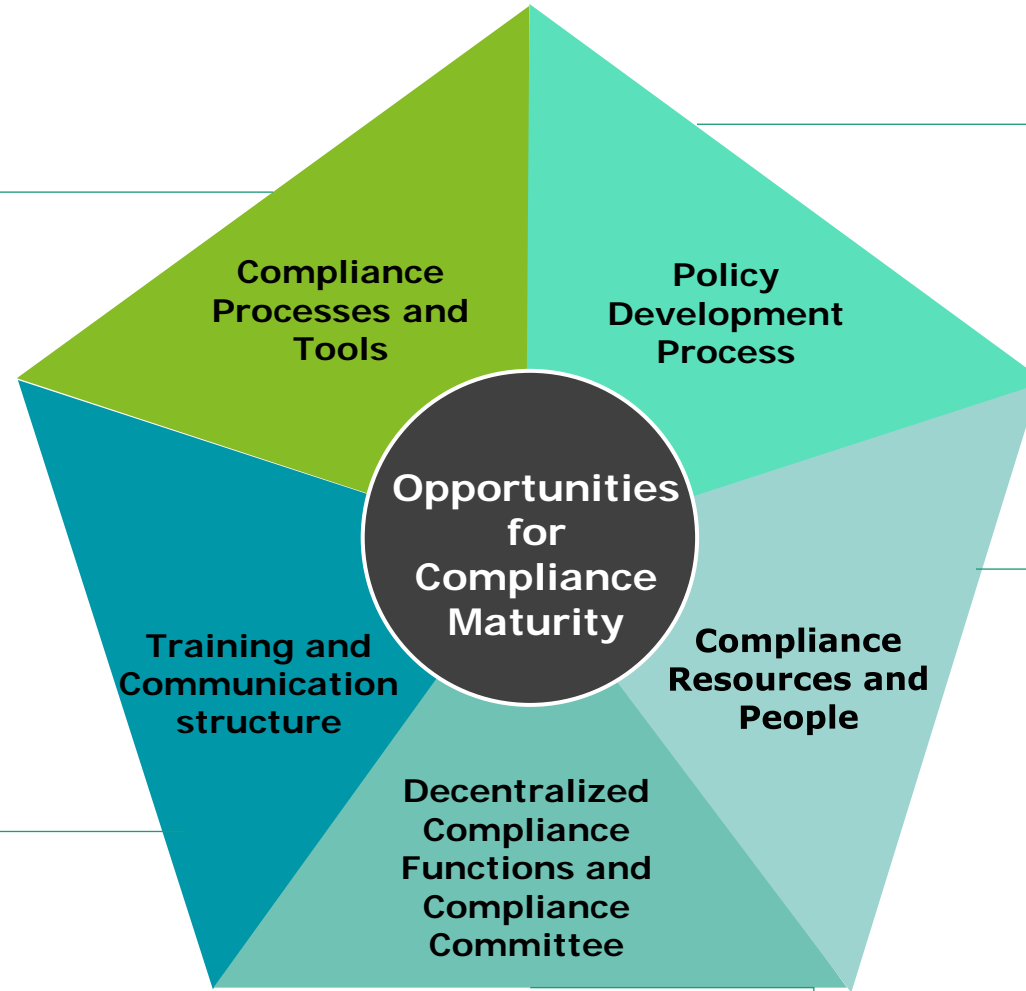 Compliance
Processes and
Tools
Policy
Development
Process
Opportunities
for
Compliance
Maturity
Training and
Communication
structure
Compliance
Resources and
People
Decentralized
Compliance
Functions and
Compliance
Committee